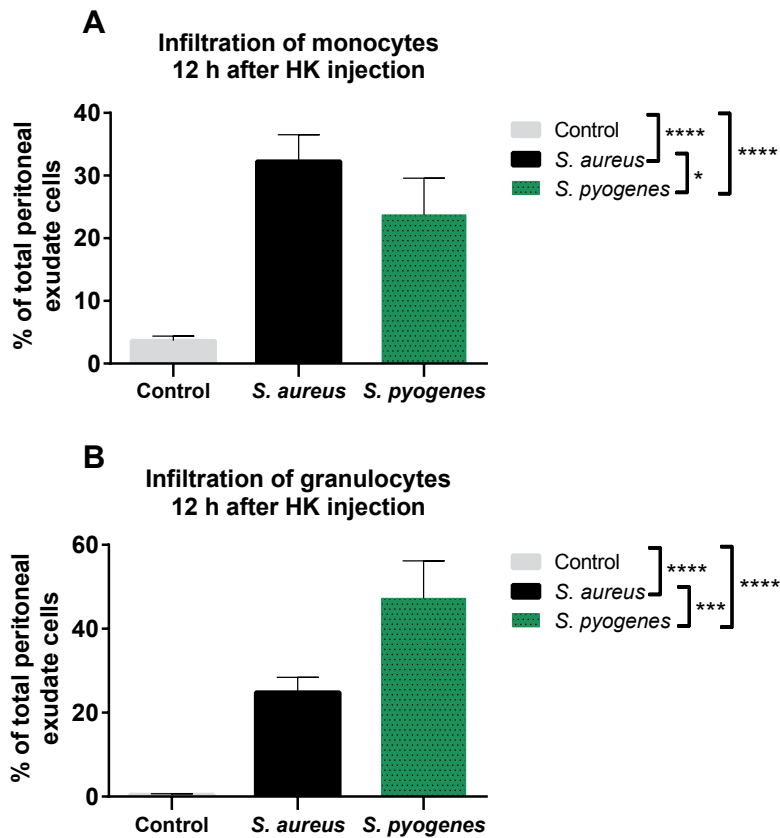 A
Infiltration of monocytes
12 h after HK injection
% of total peritoneal
exudate cells
40
30
20
10
0
Control
S. aureus
S. pyogenes
Control
S. aureus
S. pyogenes
****
*
****
B
Infiltration of granulocytes
12 h after HK injection
% of total peritoneal
exudate cells
60
40
20
0
Control
S. aureus
S. pyogenes
Control
S. aureus
S. pyogenes
****
***
****